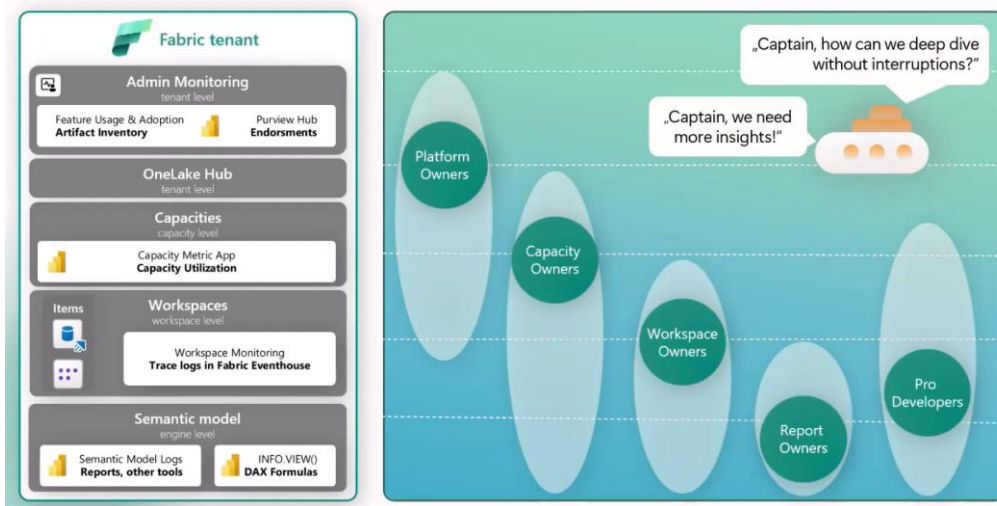 Fabric tenant
Admin Monitoring
tenant level
Feature Usage & Adoption
Artifact Inventory
Purview Hub
Endorsments
OneLake Hub
tenant level
Capacities
capacity level
Capacity Metric App
Capacity Utilization
Items
Workspaces
workspace level
Workspace Monitoring
Trace logs in Fabric Eventhouse
Semantic model
engine level
Semantic Model Logs
Reports, other tools
INFO.VIEW()
DAX Formulas
„Captain, how can we deep dive
without interruptions?“
„Captain, we need
more insights!“
Platform
Owners
Capacity
Owners
Workspace
Owners
Report
Owners
Pro
Developers